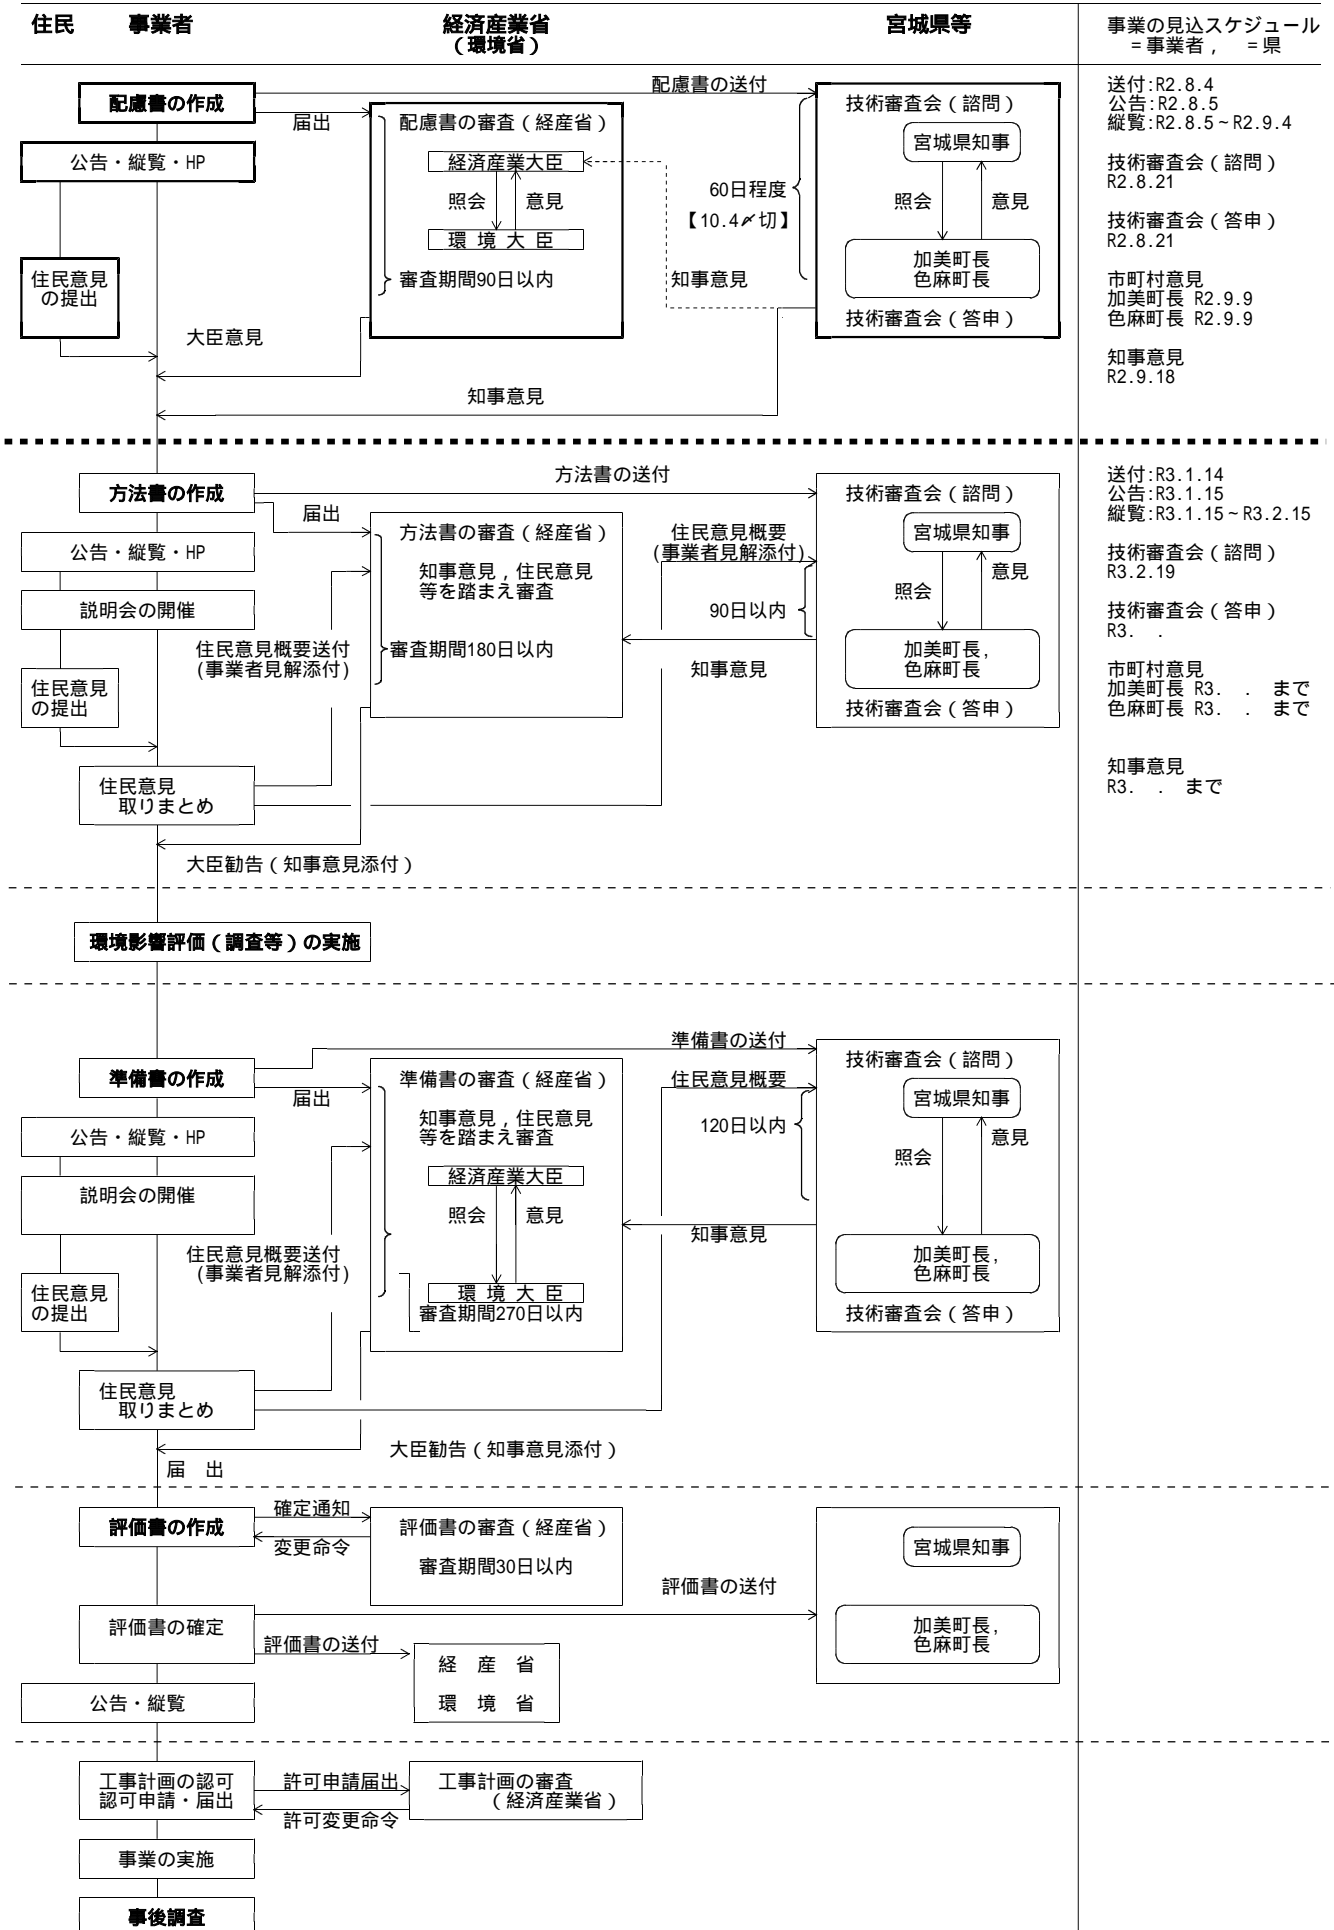 住民
事業者
経済産業省
（環境省）
宮城県等
事業の見込スケジュール
＝事業者，　＝県
配慮書の作成
届出
配慮書の送付
公告・縦覧・HP
住民意見
の提出
配慮書の審査（経産省）
経済産業大臣
照会
意見
環 境 大 臣
審査期間90日以内
大臣意見
知事意見
60日程度
【10.4〆切】
知事意見
技術審査会（諮問）
宮城県知事
照会
意見
加美町長
色麻町長
技術審査会（答申）
送付:R2.8.4
公告:R2.8.5
縦覧:R2.8.5～R2.9.4
技術審査会（諮問）
R2.8.21
技術審査会（答申）
R2.8.21
市町村意見
加美町長 R2.9.9
色麻町長 R2.9.9
知事意見
R2.9.18
方法書の作成
届出
方法書の送付
公告・縦覧・HP
説明会の開催
住民意見
の提出
住民意見概要送付
(事業者見解添付)
住民意見
取りまとめ
方法書の審査（経産省）
知事意見，住民意見
等を踏まえ審査
審査期間180日以内
大臣勧告（知事意見添付）
住民意見概要
(事業者見解添付)
90日以内
知事意見
技術審査会（諮問）
宮城県知事
照会
意見
加美町長，
色麻町長
技術審査会（答申）
送付:R3.1.14
公告:R3.1.15
縦覧:R3.1.15～R3.2.15
技術審査会（諮問）
R3.2.19
技術審査会（答申）
R3. .
市町村意見
加美町長 R3. . まで
色麻町長 R3. . まで
知事意見
R3. . まで
環境影響評価（調査等）の実施
準備書の作成
届出
準備書の送付
公告・縦覧・HP
説明会の開催
住民意見
の提出
住民意見概要送付
(事業者見解添付)
住民意見
取りまとめ
準備書の審査（経産省）
知事意見，住民意見
等を踏まえ審査
経済産業大臣
照会
意見
環 境 大 臣
審査期間270日以内
大臣勧告（知事意見添付）
住民意見概要
120日以内
知事意見
技術審査会（諮問）
宮城県知事
照会
意見
加美町長，
色麻町長
技術審査会（答申）
届 出
評価書の作成
確定通知
変更命令
評価書の審査（経産省）
審査期間30日以内
評価書の送付
宮城県知事
加美町長，
色麻町長
評価書の確定
評価書の送付
経 産 省
環 境 省
公告・縦覧
工事計画の認可
認可申請・届出
許可申請届出
許可変更命令
工事計画の審査
（経済産業省）
事業の実施
事後調査